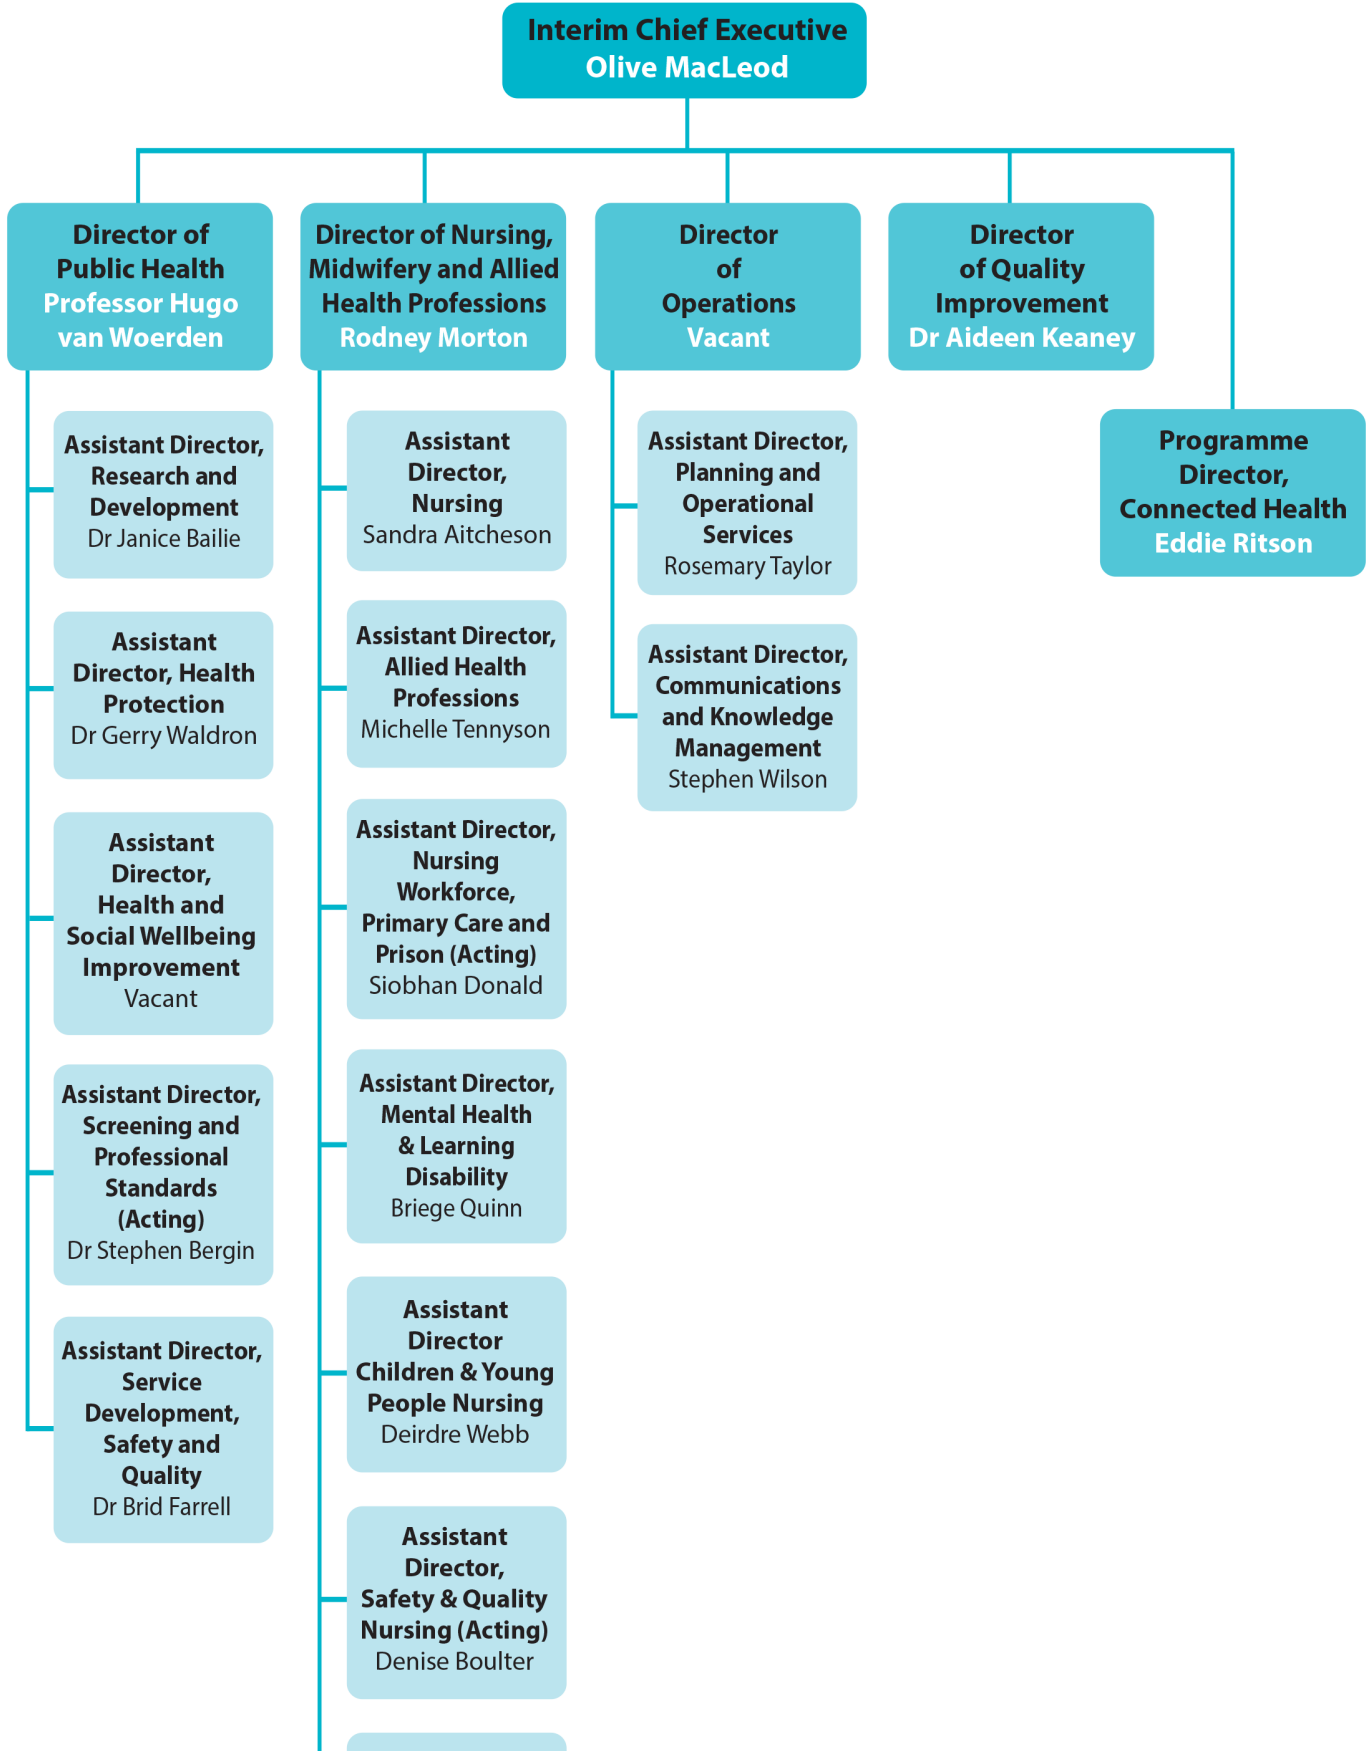 Interim Chief Executive
Olive MacLeod
Director of
Public Health
Professor Hugo
van Woerden
Director of Nursing,
Midwifery and Allied
Health Professions
Rodney Morton
Director
of
Operations
Vacant
Director
of Quality
Improvement
Dr Aideen Keaney
Programme
Director,
Connected Health
Eddie Ritson
Assistant Director,
Research and
Development
Dr Janice Bailie
Assistant
Director, Health
Protection
Dr Gerry Waldron
Assistant
Director,
Health and
Social Wellbeing
Improvement
Vacant
Assistant Director,
Screening and
Professional
Standards
(Acting)
Dr Stephen Bergin
Assistant Director,
Service
Development,
Safety and
Quality
Dr Brid Farrell
Assistant
Director,
Nursing
Sandra Aitcheson
Assistant Director,
Allied Health
Professions
Michelle Tennyson
Assistant Director,
Nursing
Workforce,
Primary Care and
Prison (Acting)
Siobhan Donald
Assistant Director,
Mental Health
& Learning
Disability
Briege Quinn
Assistant
Director
Children & Young
People Nursing
Deirdre Webb
Assistant
Director,
Safety & Quality
Nursing (Acting)
Denise Boulter
Assistant Director,
Planning and
Operational
Services
Rosemary Taylor
Assistant Director,
Communications
and Knowledge
Management
Stephen Wilson